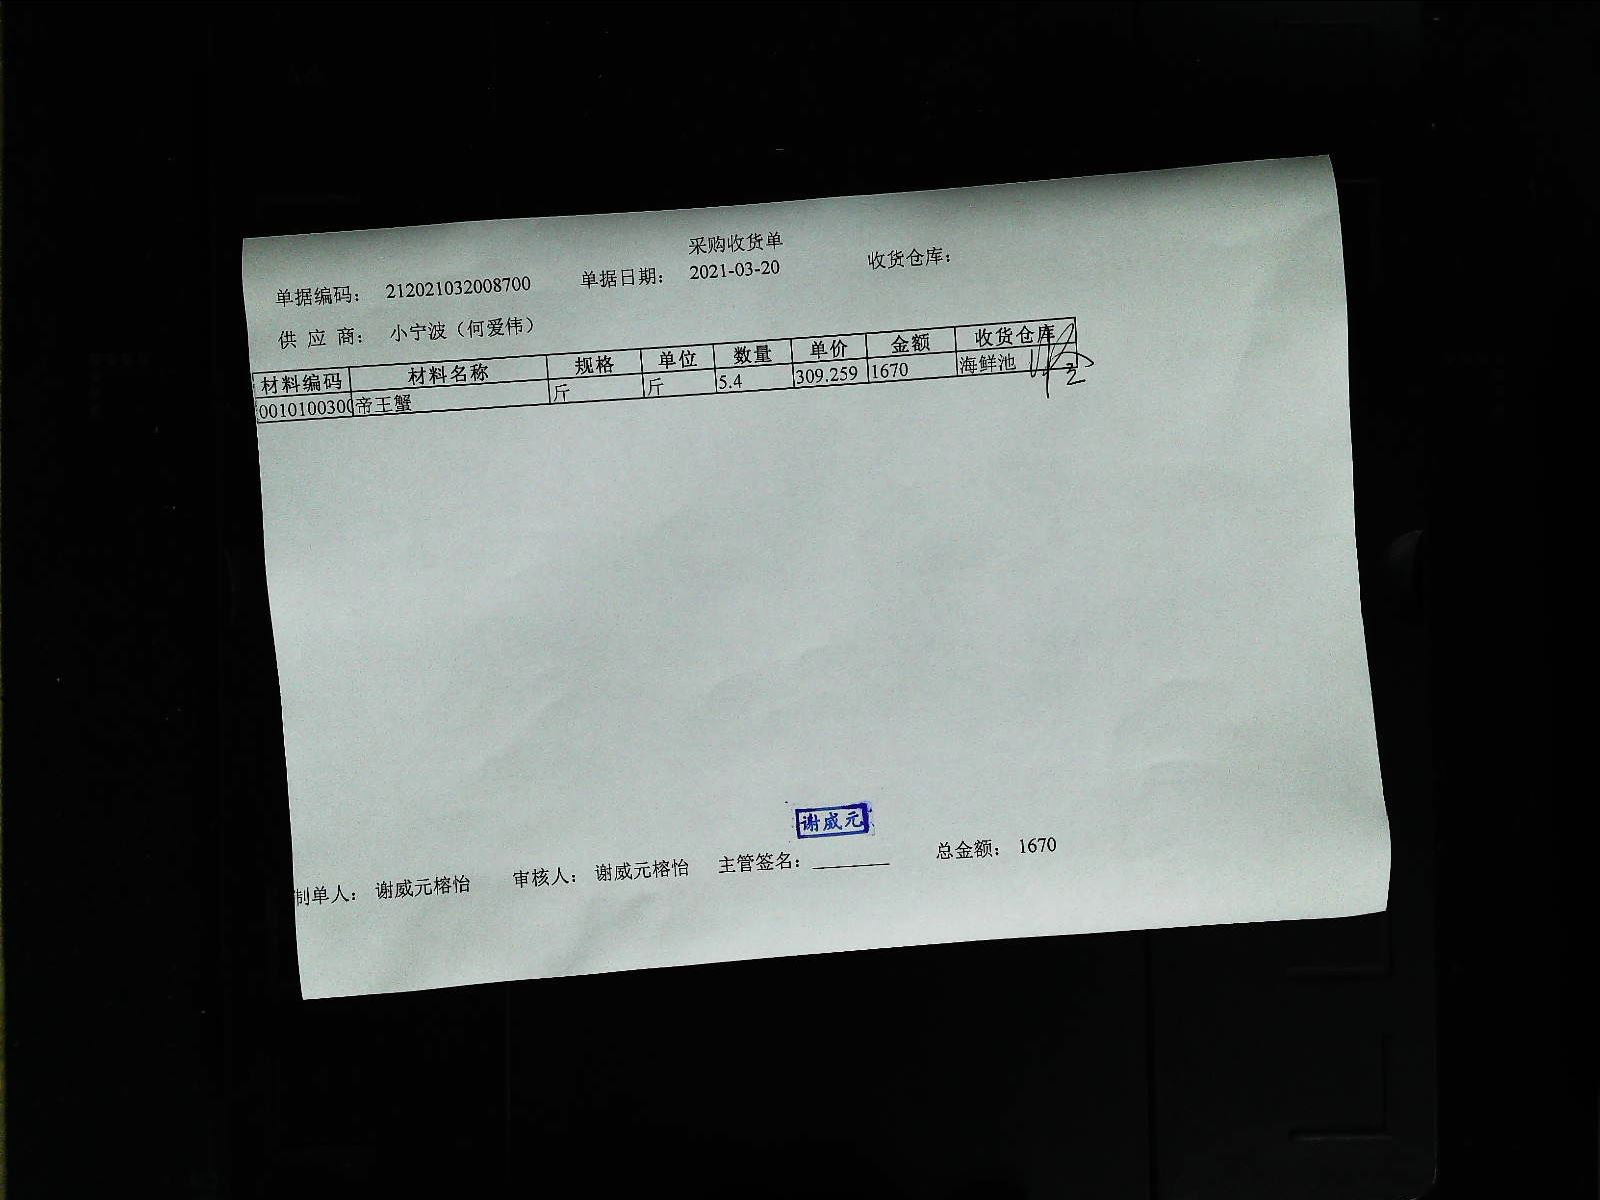 采购收货单
单据编码： 212021032008700 单据日期： 2021-03-20 收货仓库：
供 应 商： 小宁波（何爱伟）
材料编码 材料名称 规格 单位 数量 单价 金额 收货仓库
0010100300 帝王蟹 斤 斤 5.4 309.259 1670 海鲜池
谢威元
制单人： 谢威元榕怡 审核人： 谢威元榕怡 主管签名：________ 总金额： 1670